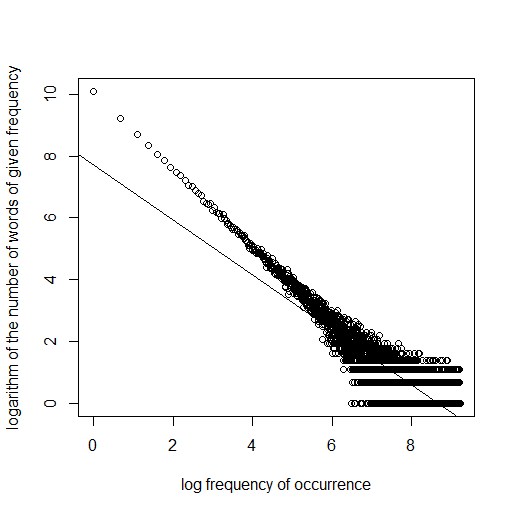 logarithm of the number of words of given frequency
10
8
6
4
2
0
0 2 4 6 8
log frequency of occurrence